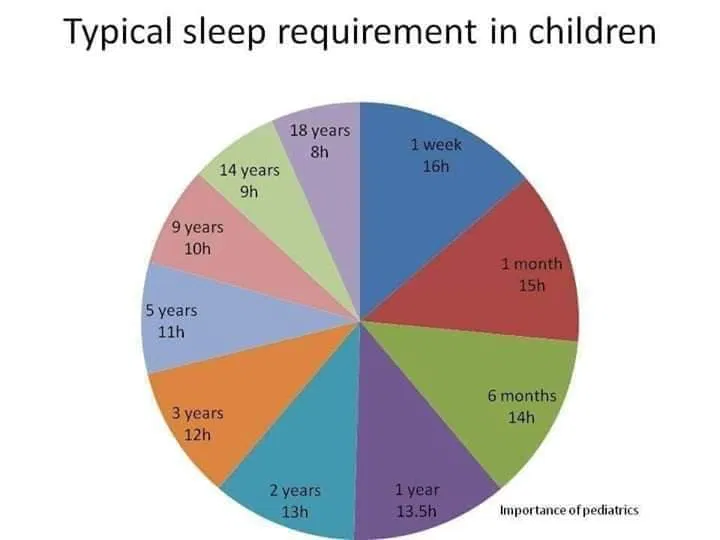 Typical sleep requirement in children
1 week
16h
1 month
15h
6 months
14h
1 year
13.5h
2 years
13h
3 years
12h
5 years
11h
9 years
10h
14 years
9h
18 years
8h
Importance of pediatrics